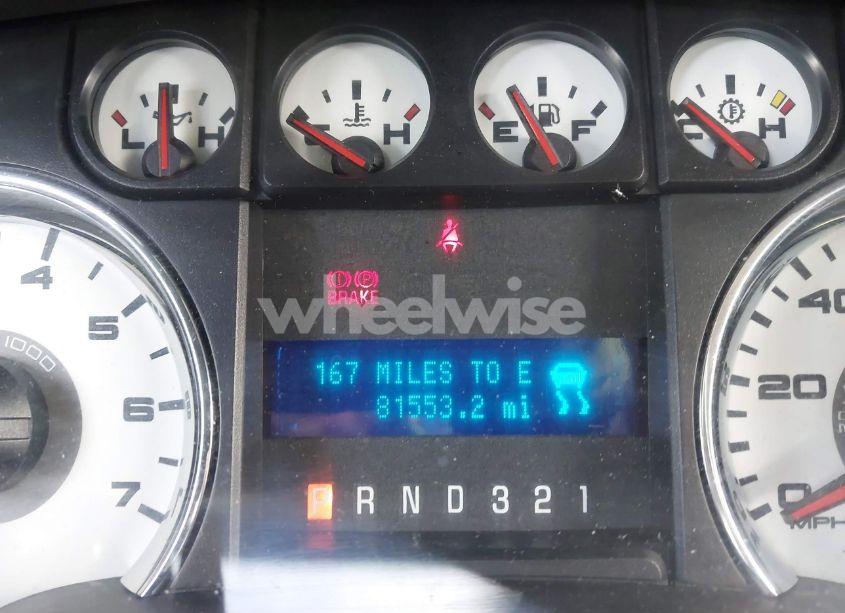 L H
H
E F
C H
BRAKE
wheelwise
167 MILES TO E
81553.2 mi
P R N D 3 2 1
4
5
6
7
1000
40
20
0
MPH